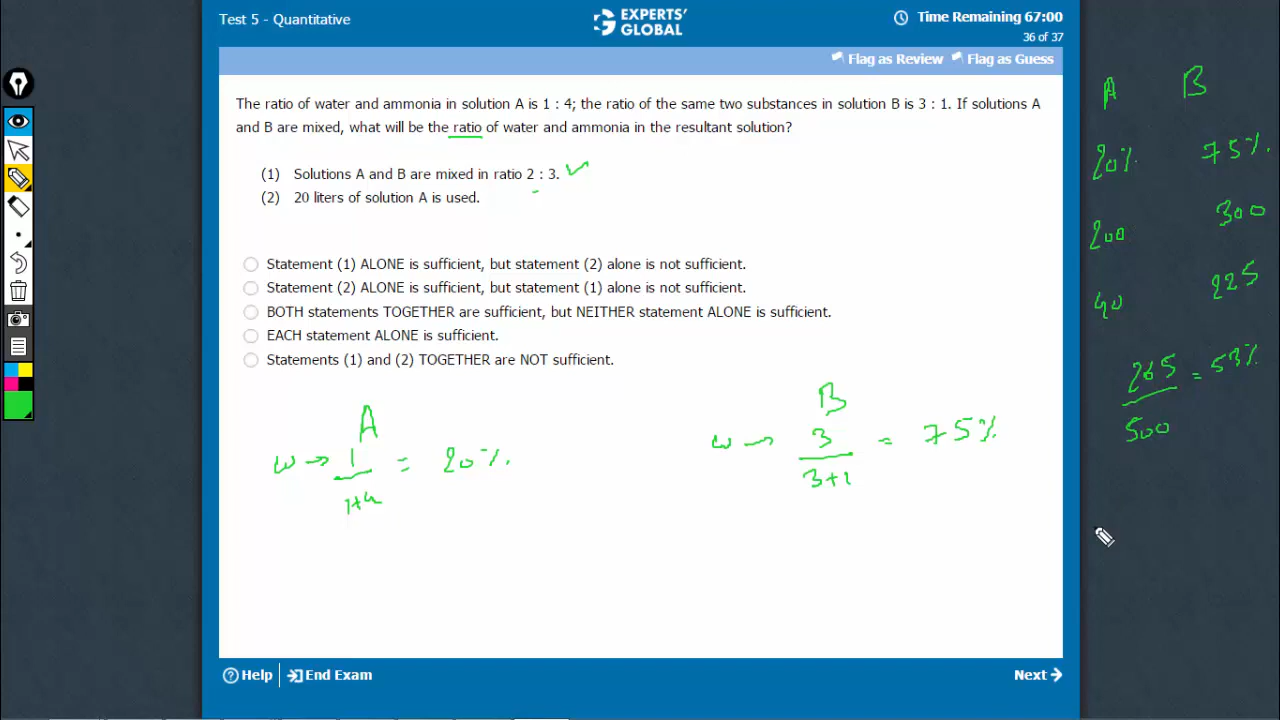 Test 5 - Quantitative
EXPERTS'
GLOBAL
Time Remaining 67:00
36 of 37
Flag as Review
Flag as Guess
The ratio of water and ammonia in solution A is 1 : 4; the ratio of the same two substances in solution B is 3 : 1. If solutions A
and B are mixed, what will be the ratio of water and ammonia in the resultant solution?
(1) Solutions A and B are mixed in ratio 2 : 3.
(2) 20 liters of solution A is used.
Statement (1) ALONE is sufficient, but statement (2) alone is not sufficient.
Statement (2) ALONE is sufficient, but statement (1) alone is not sufficient.
BOTH statements TOGETHER are sufficient, but NEITHER statement ALONE is sufficient.
EACH statement ALONE is sufficient.
Statements (1) and (2) TOGETHER are NOT sufficient.
A
w → 1
1+4
= 20%.
B
w → 3
3+1
= 75%
A B
20% 75%
200 300
40 225
265
500
= 53%
Help
End Exam
Next